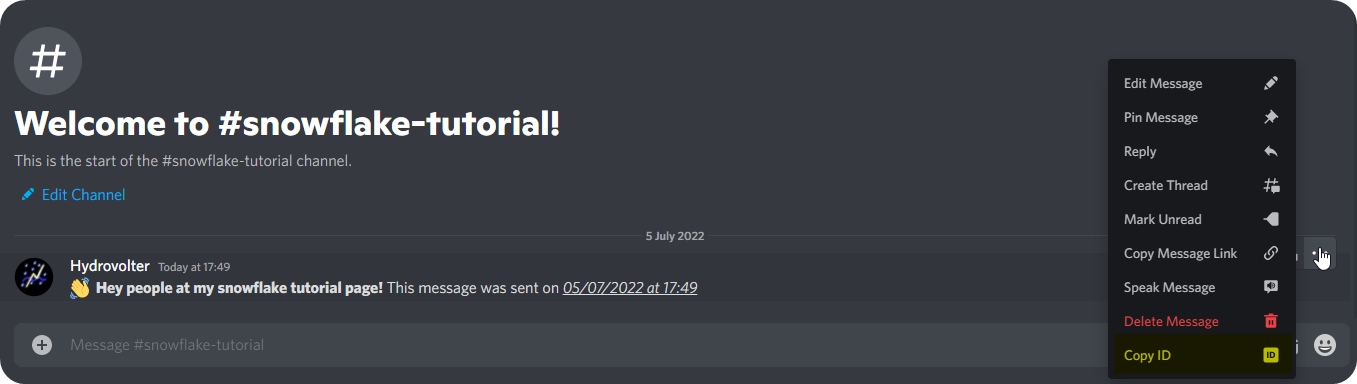 #
Welcome to #snowflake-tutorial!
This is the start of the #snowflake-tutorial channel.
Edit Channel
5 July 2022
Hydrovolter Today at 17:49
👋 Hey people at my snowflake tutorial page! This message was sent on 05/07/2022 at 17:49
Message #snowflake-tutorial
Edit Message
Pin Message
Reply
Create Thread
Mark Unread
Copy Message Link
Speak Message
Delete Message
Copy ID ID